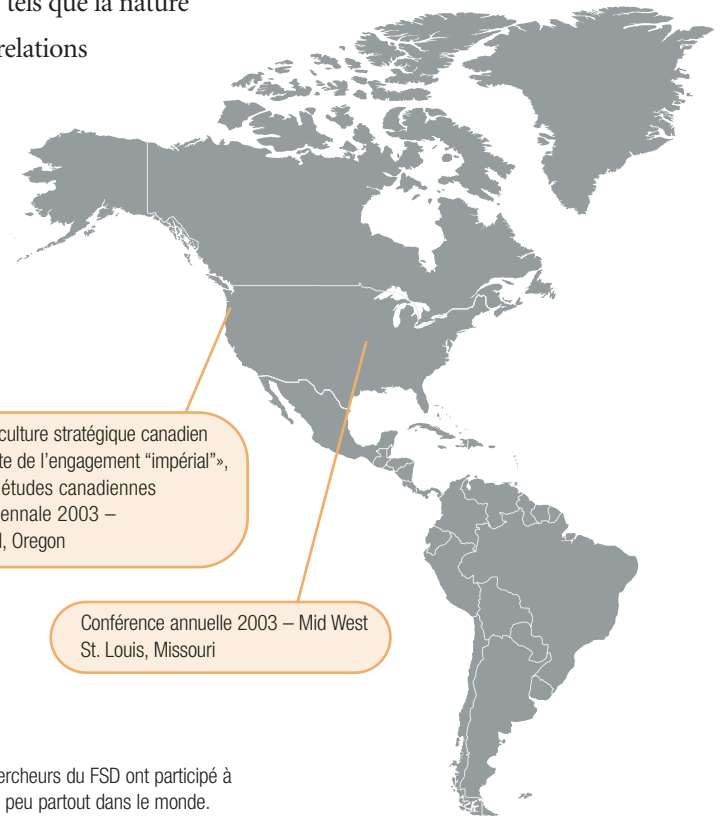 tels que la nature
relations
culture stratégique canadien
te de l’engagement “impérial”»,
études canadiennes
ennale 2003 –
, Oregon
Conférence annuelle 2003 – Mid West
St. Louis, Missouri
ercheurs du FSD ont participé à
peu partout dans le monde.